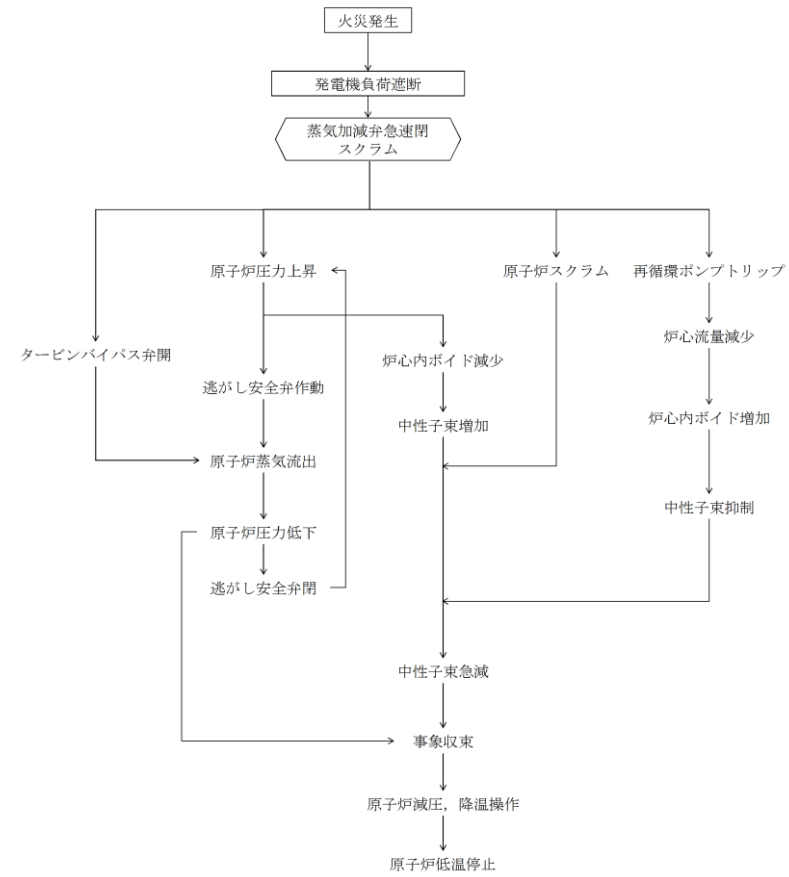 火災発生
発電機負荷遮断
蒸気加減弁急速閉
スクラム
原子炉圧力上昇
原子炉スクラム
再循環ポンプトリップ
炉心流量減少
タービンバイパス弁開
炉心内ボイド減少
逃がし安全弁作動
炉心内ボイド増加
中性子束増加
原子炉蒸気流出
中性子束抑制
原子炉圧力低下
逃がし安全弁閉
中性子束急減
事象収束
原子炉減圧，降温操作
原子炉低温停止